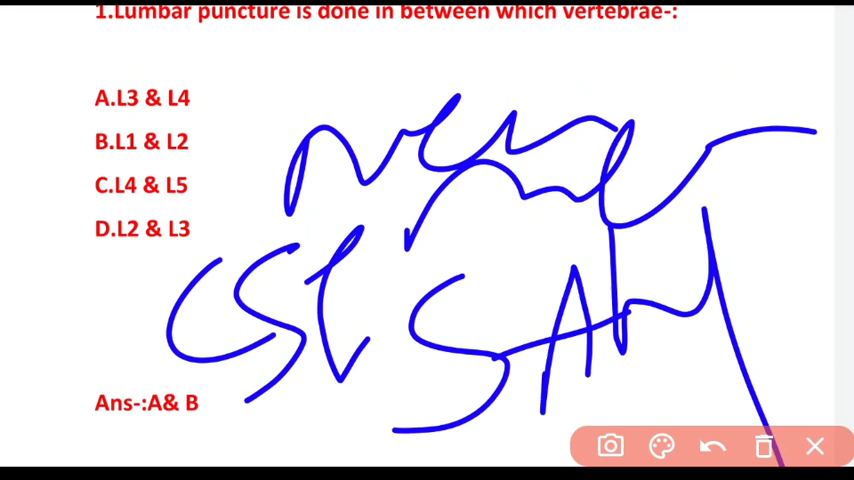 1.Lumbar puncture is done in between which vertebrae-:
A.L3 & L4
B.L1 & L2
C.L4 & L5
D.L2 & L3
CSF SAH
Ans-:A& B